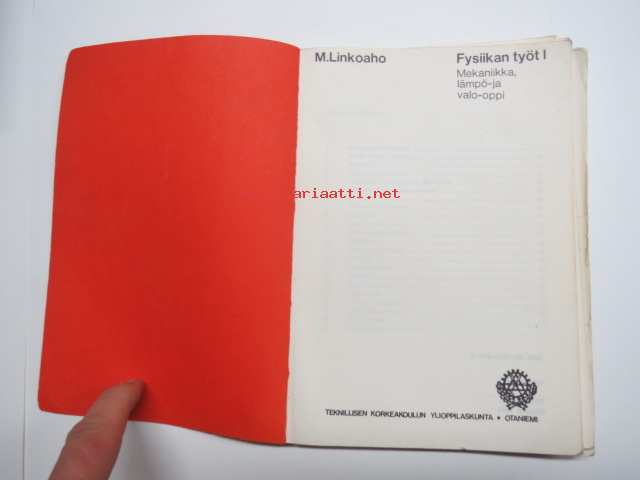 M.Linkoaho
Fysiikan työt I
Mekaniikka,
lämpö-ja
valo-oppi
ariaatti.net
TEKNILLISEN KORKEAKOULUN YLIOPPILASKUNTA • OTANIEMI